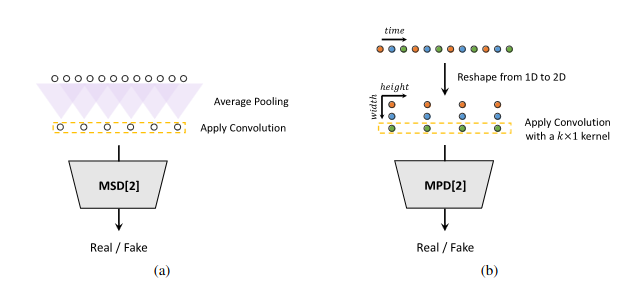 Average Pooling
Apply Convolution
MSD[2]
Real / Fake
(a)
time
Reshape from 1D to 2D
height
width
Apply Convolution
with a k×1 kernel
MPD[2]
Real / Fake
(b)